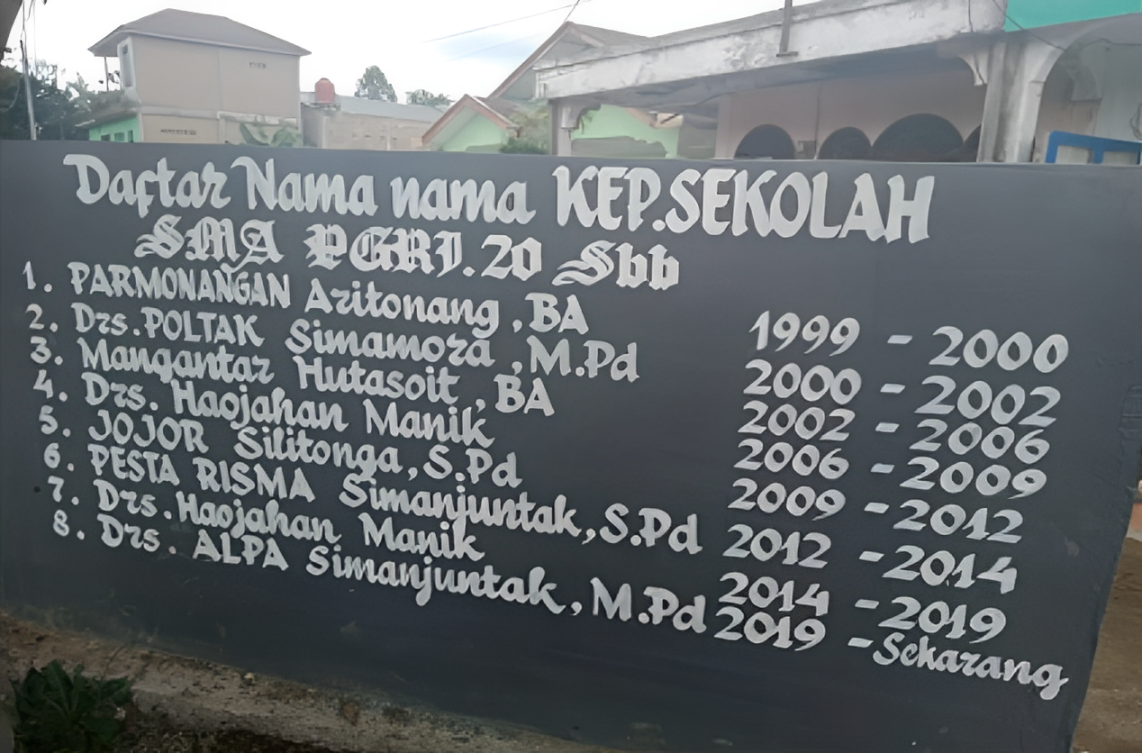 Daftar Nama nama KEP.SEKOLAH
SMA PGRI.20 Sbb
1. PARMONANGAN Aritonang, BA 1999 - 2000
2. Drs. POLTAK Simamora, M.Pd 2000 - 2002
3. Mangantar Hutasoit, BA 2002 - 2006
4. Drs. Haojahan Manik 2006 - 2009
5. JOJOR Silitonga, S.Pd 2009 - 2012
6. PESTA RISMA Simanjuntak, S.Pd 2012 - 2014
7. Drs. Haojahan Manik 2014 - 2019
8. Drs. ALPA Simanjuntak, M.Pd 2019 - Sekarang